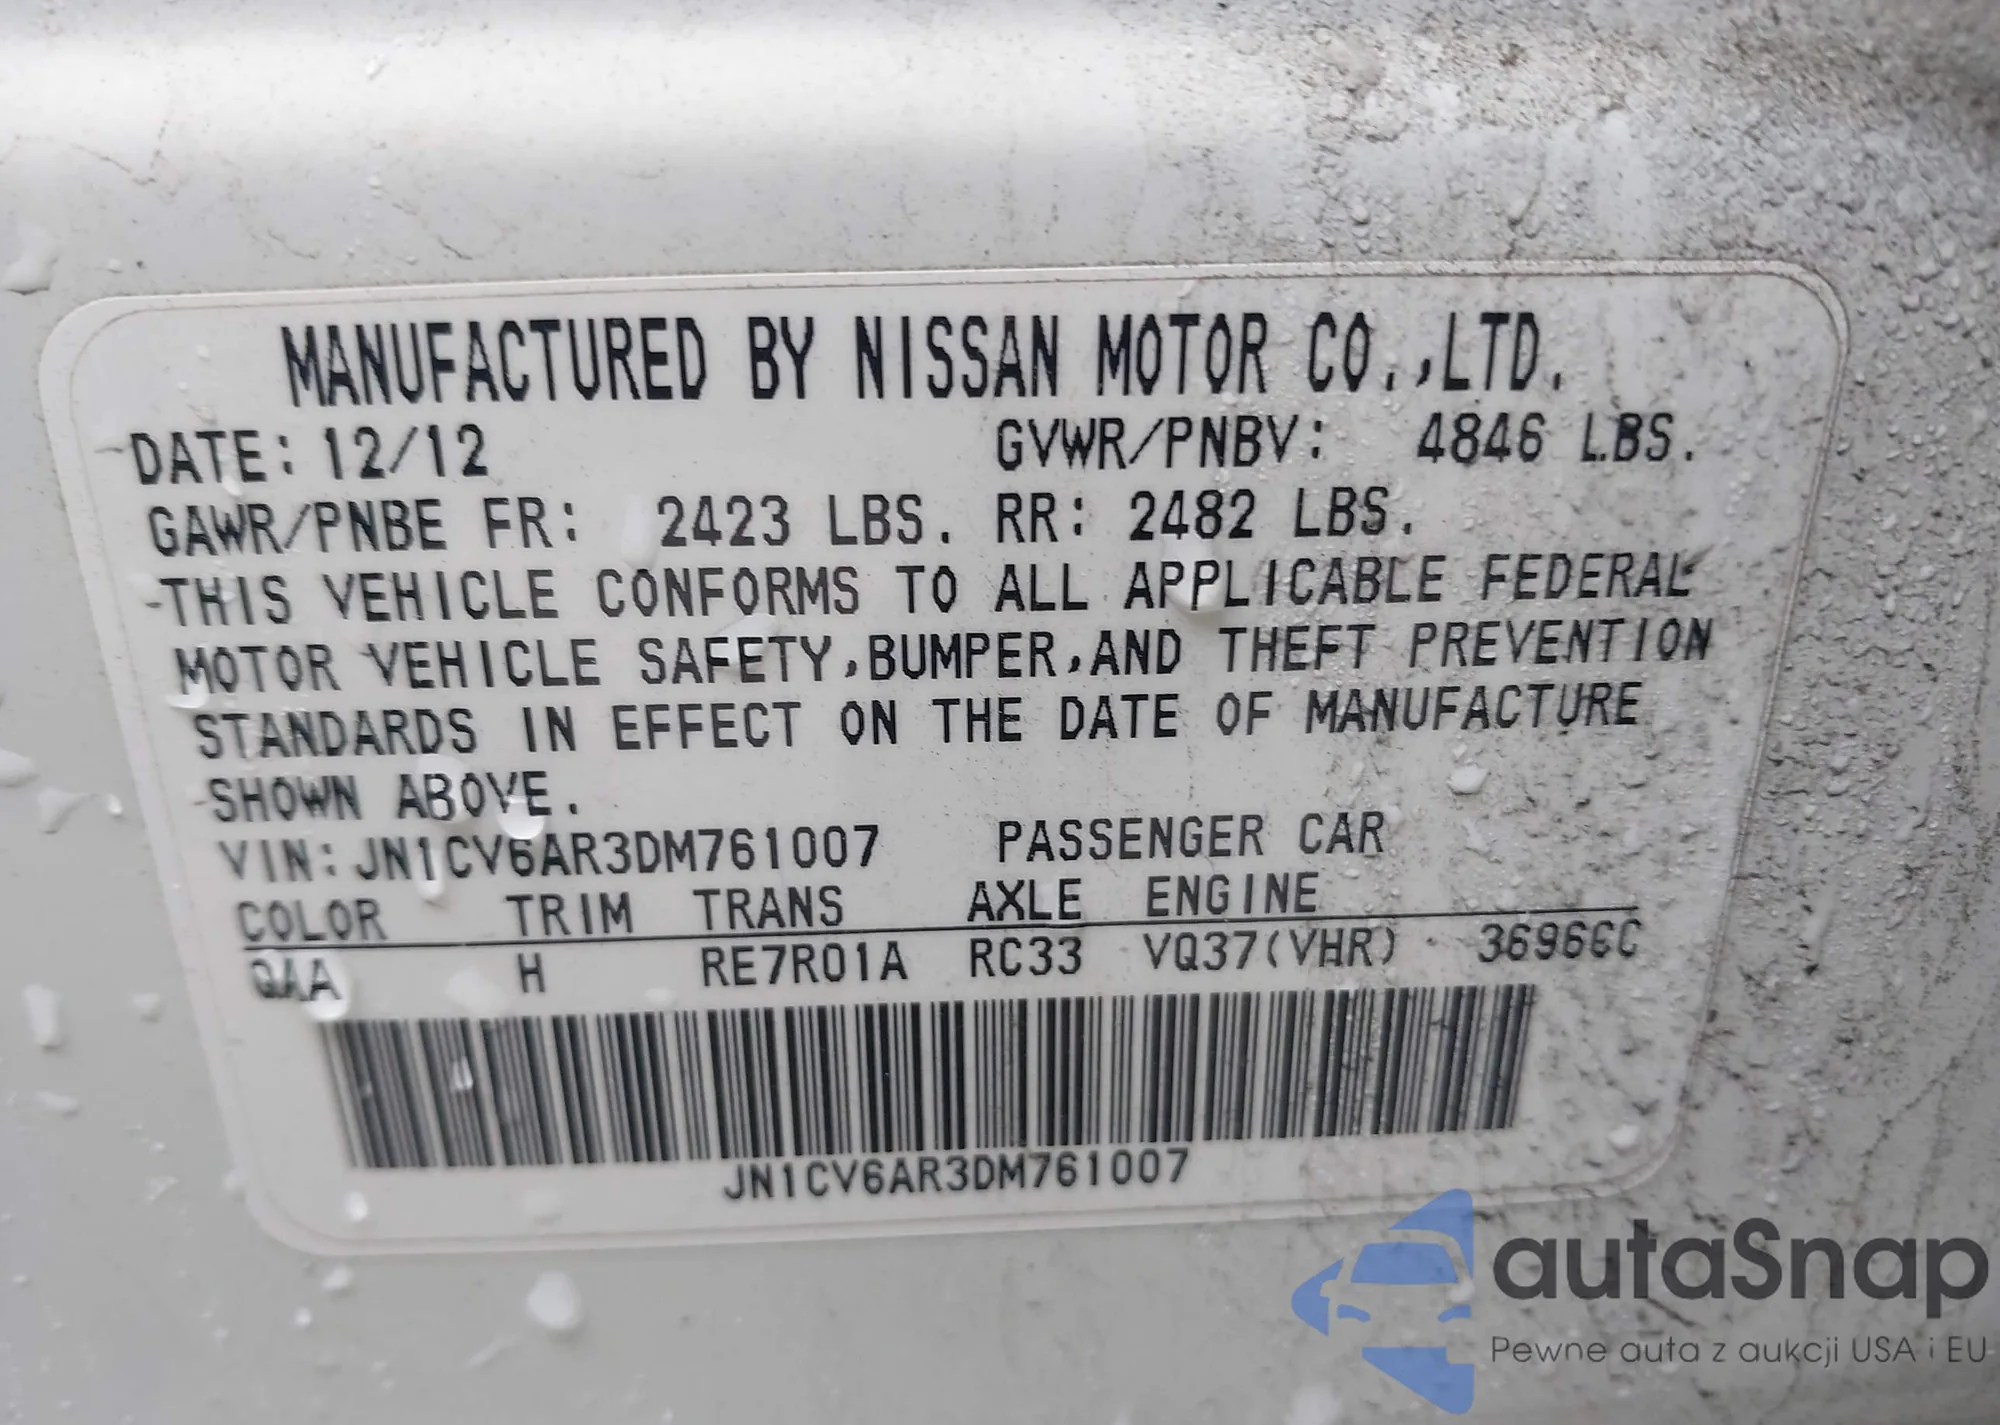 MANUFACTURED BY NISSAN MOTOR CO.,LTD.
DATE: 12/12 GVWR/PNBV: 4846 LBS.
GAWR/PNBE FR: 2423 LBS. RR: 2482 LBS.
THIS VEHICLE CONFORMS TO ALL APPLICABLE FEDERAL
MOTOR VEHICLE SAFETY,BUMPER,AND THEFT PREVENTION
STANDARDS IN EFFECT ON THE DATE OF MANUFACTURE
SHOWN ABOVE.
VIN:JN1CV6AR3DM761007 PASSENGER CAR
COLOR TRIM TRANS AXLE ENGINE
QAA H RE7R01A RC33 VQ37(VHR) 3696CC
JN1CV6AR3DM761007
autaSnap
Pewne auta z aukcji USA i EU